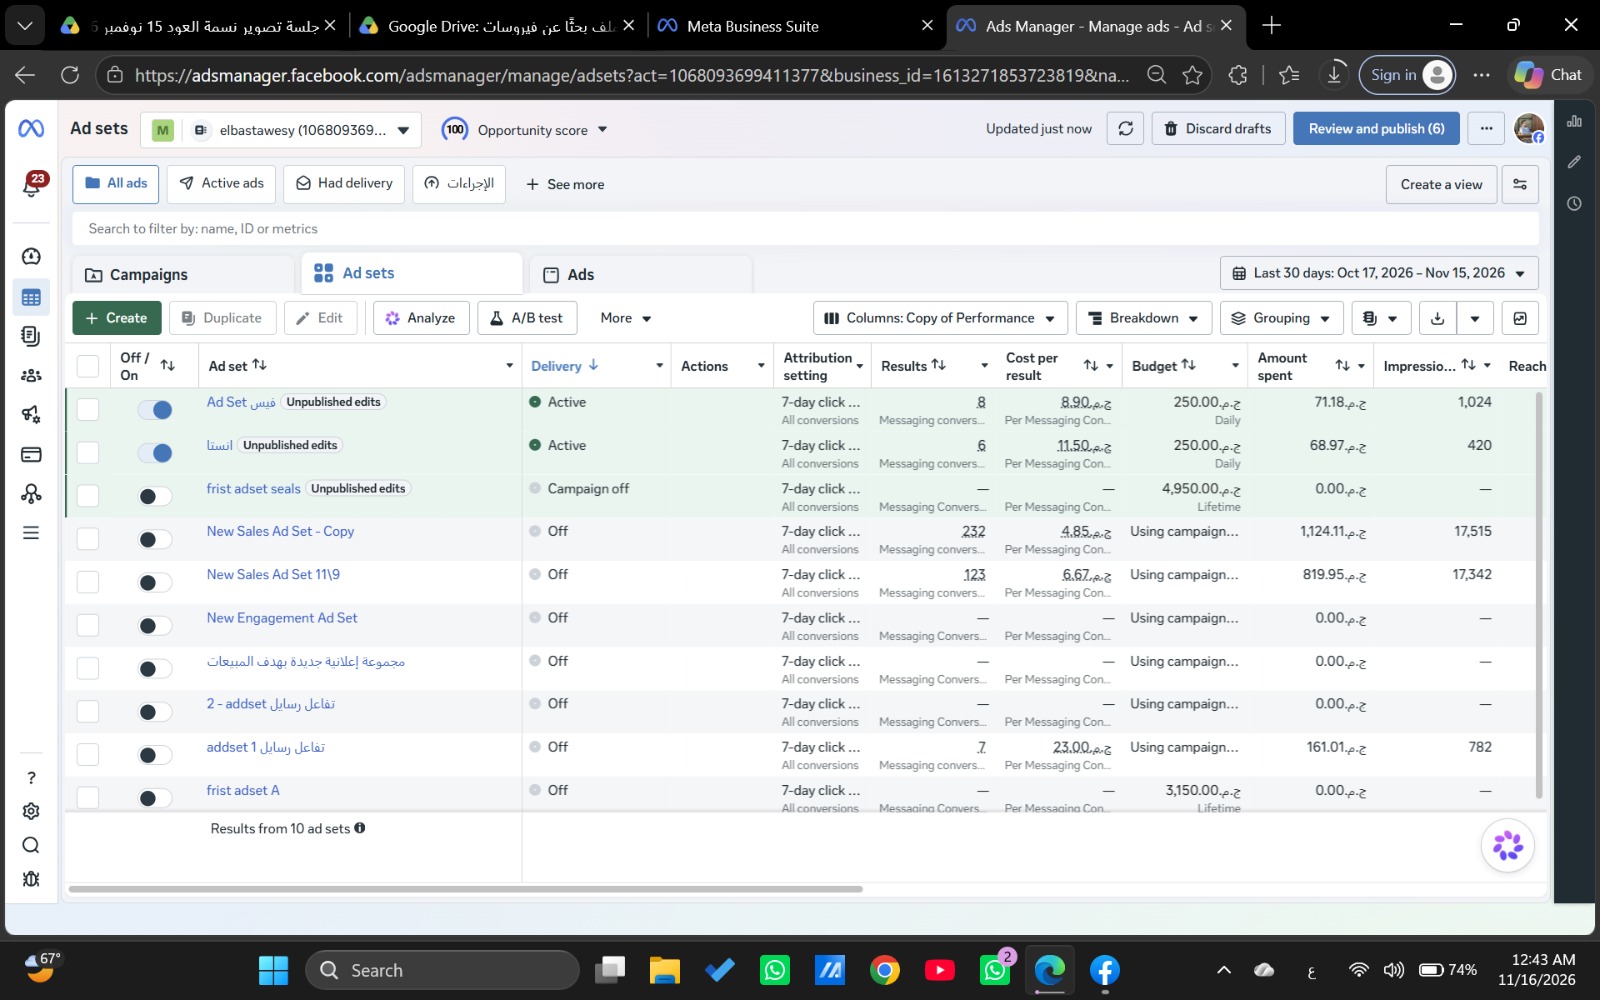 جلسة تصوير نسمة العود 15 نوفمبر 6
Google Drive: ملف بحثًا عن فيروسات
Meta Business Suite
Ads Manager - Manage ads - Ad s
https://adsmanager.facebook.com/adsmanager/manage/adsets?act=1068093699411377&business_id=1613271853723819&na...
Sign in
Chat
Ad sets
M
elbastawesy (106809369...
100
Opportunity score
Updated just now
Discard drafts
Review and publish (6)
23
All ads
Active ads
Had delivery
الإجراءات
See more
Create a view
Search to filter by: name, ID or metrics
Campaigns
Ad sets
Ads
Last 30 days: Oct 17, 2026 – Nov 15, 2026
+ Create
Duplicate
Edit
Analyze
A/B test
More
Columns: Copy of Performance
Breakdown
Grouping
Off / On
Ad set
Delivery
Actions
Attribution setting
Results
Cost per result
Budget
Amount spent
Impressio...
Reach
Ad Set فيس Unpublished edits Active 7-day click ... 8 ج.م.8.90 ج.م.250.00 ج.م.71.18 1,024
All conversions Messaging convers... Per Messaging Con... Daily
انستا Unpublished edits Active 7-day click ... 6 ج.م.11.50 ج.م.250.00 ج.م.68.97 420
All conversions Messaging convers... Per Messaging Con... Daily
frist adset seals Unpublished edits Campaign off 7-day click ... — — ج.م.4,950.00 ج.م.0.00 —
All conversions Messaging Convers... Per Messaging Con... Lifetime
New Sales Ad Set - Copy Off 7-day click ... 232 ج.م.4.85 Using campaign... ج.م.1,124.11 17,515
All conversions Messaging convers... Per Messaging Con...
New Sales Ad Set 11\9 Off 7-day click ... 123 ج.م.6.67 Using campaign... ج.م.819.95 17,342
All conversions Messaging convers... Per Messaging Con...
New Engagement Ad Set Off 7-day click ... — — Using campaign... ج.م.0.00 —
All conversions Messaging Convers... Per Messaging Con...
مجموعة إعلانية جديدة بهدف المبيعات Off 7-day click ... — — Using campaign... ج.م.0.00 —
All conversions Messaging Convers... Per Messaging Con...
تفاعل رسايل addset - 2 Off 7-day click ... — — Using campaign... ج.م.0.00 —
All conversions Messaging Convers... Per Messaging Con...
addset 1 تفاعل رسايل Off 7-day click ... 7 ج.م.23.00 Using campaign... ج.م.161.01 782
All conversions Messaging convers... Per Messaging Con...
frist adset A Off 7-day click ... — — ج.م.3,150.00 ج.م.0.00 —
All conversions Messaging Convers... Per Messaging Con... Lifetime
Results from 10 ad sets
67°
Search
2
ع
74%
12:43 AM
11/16/2026